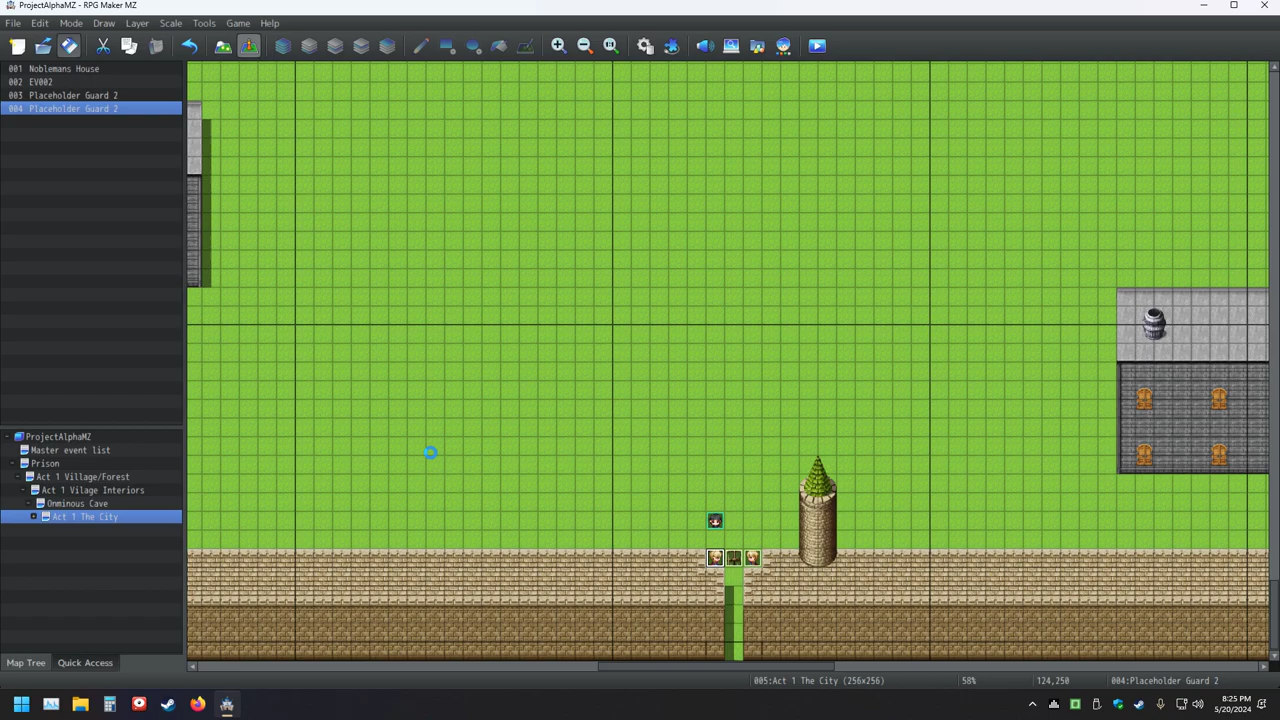 ProjectAlphaMZ - RPG Maker MZ
File Edit Mode Draw Layer Scale Tools Game Help
001 Noblemans House
002 EV002
003 Placeholder Guard 2
004 Placeholder Guard 2
ProjectAlphaMZ
Master event list
Prison
Act 1 Village/Forest
Act 1 Vilage Interiors
Onminous Cave
Act 1 The City
Map Tree Quick Access
005:Act 1 The City (256x256) 58% 124,250 004:Placeholder Guard 2
8:25 PM
5/20/2024